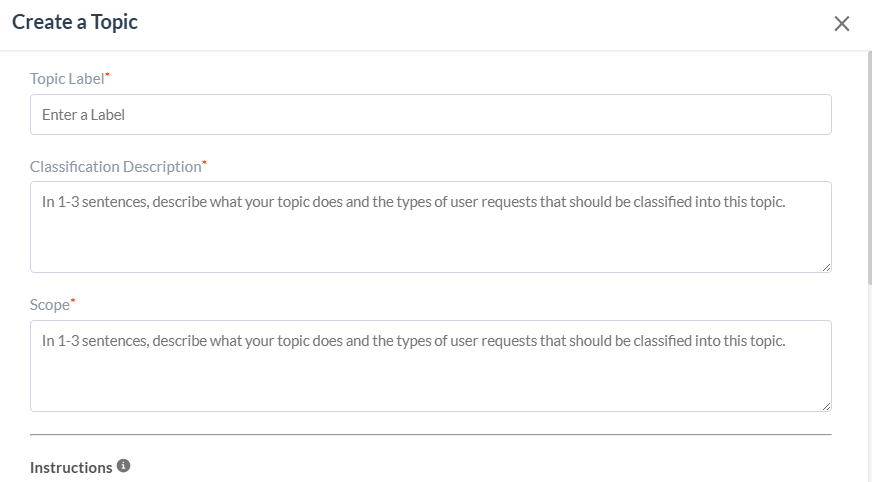 Create a Topic
Topic Label*
Enter a Label
Classification Description*
In 1-3 sentences, describe what your topic does and the types of user requests that should be classified into this topic.
Scope*
In 1-3 sentences, describe what your topic does and the types of user requests that should be classified into this topic.
Instructions